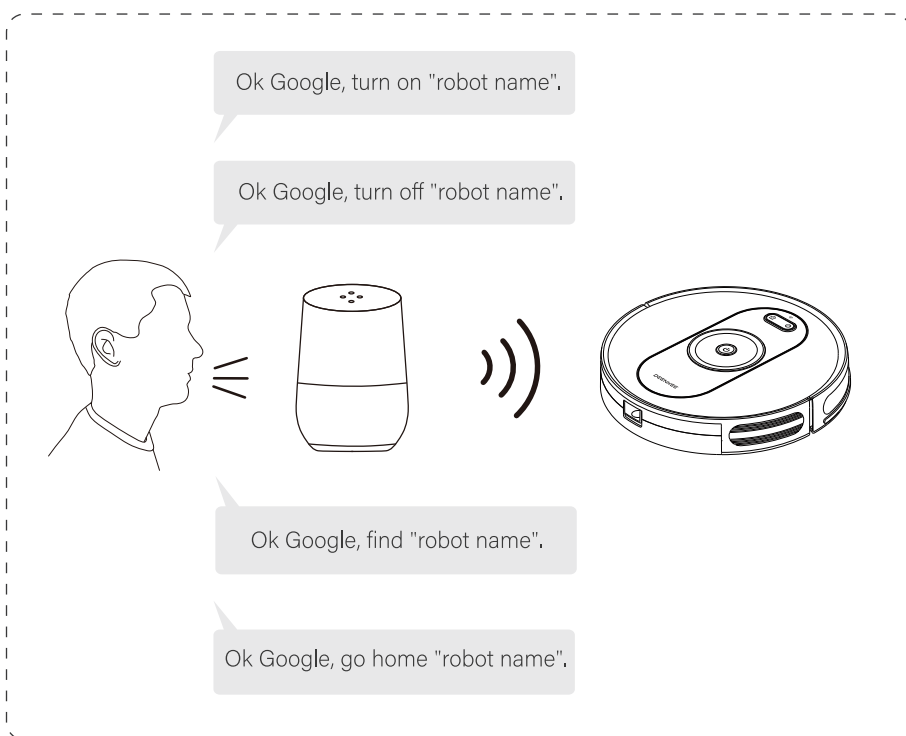 Ok Google, turn on "robot name".
Ok Google, turn off "robot name".
Ok Google, find "robot name".
Ok Google, go home "robot name".